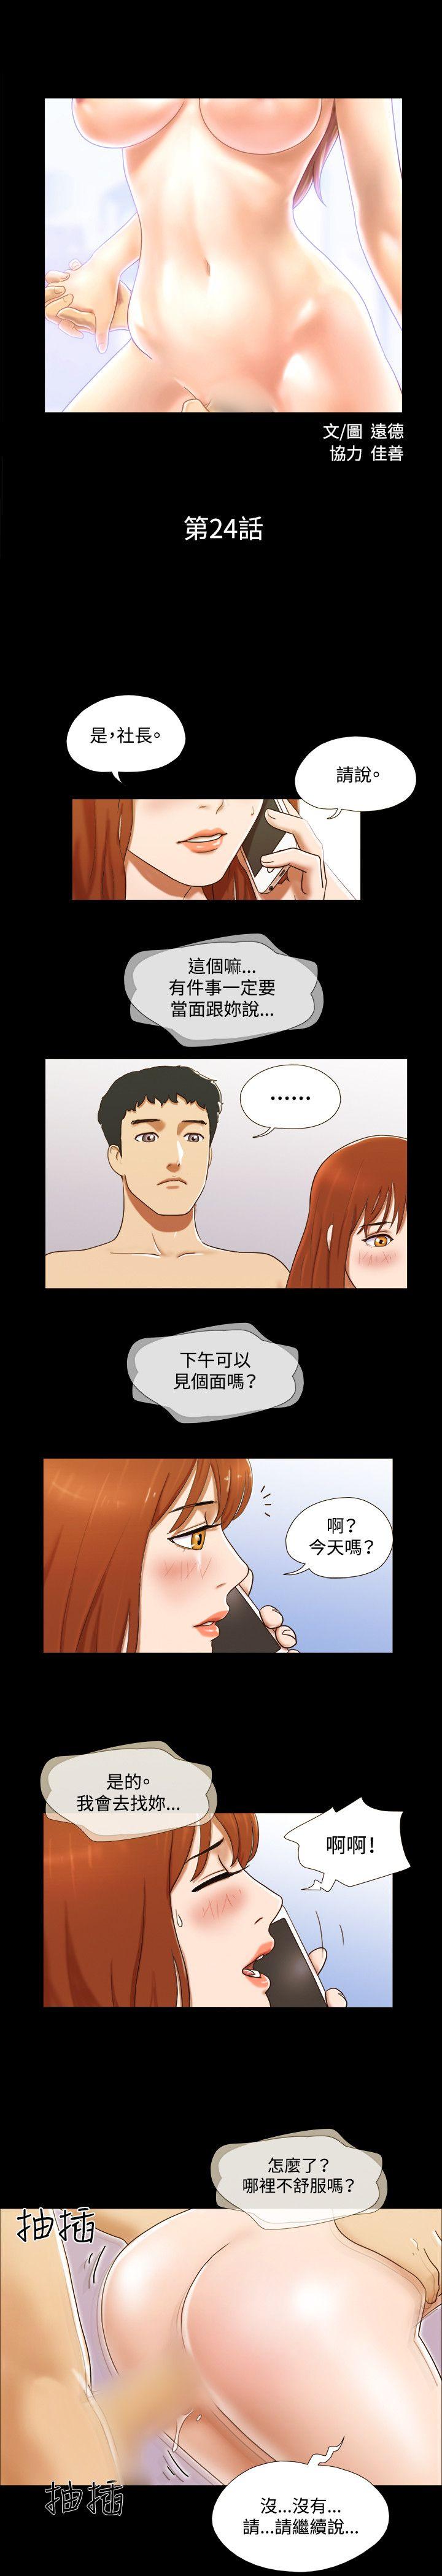 文/圖 遠德
協力 佳善
第24話
是,社長。
請說。
這個嘛...
有件事一定要
當面跟妳說...
......
下午可以
見個面嗎?
啊?
今天嗎?
是的。
我會去找妳...
啊啊!
怎麼了?
哪裡不舒服嗎?
抽插
抽插
沒...沒有...
請...請繼續說...